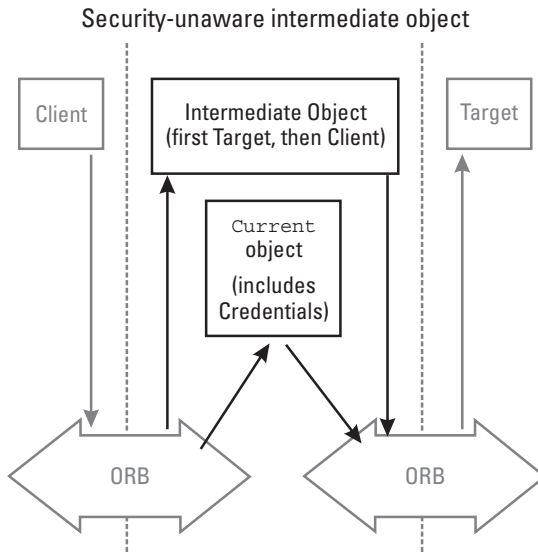 Security-unaware intermediate object
Client
Intermediate Object
(first Target, then Client)
Target
Current
object
(includes
Credentials)
ORB
ORB